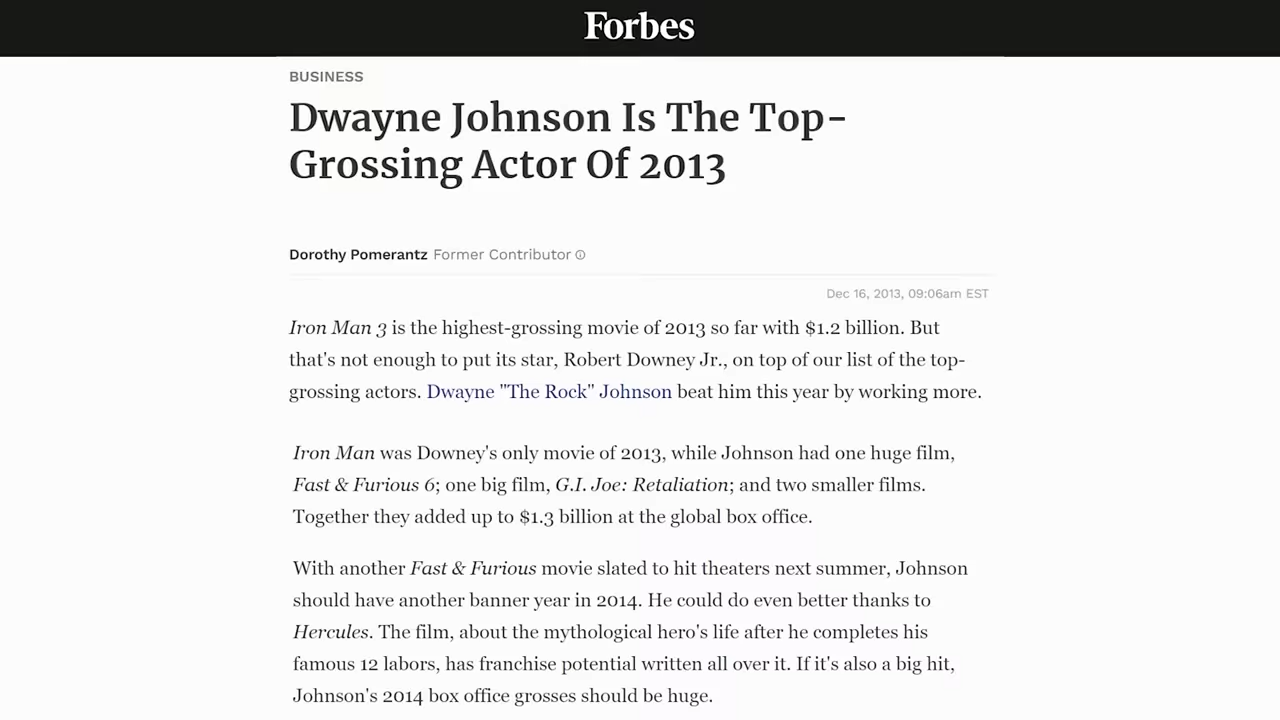 Forbes
BUSINESS
Dwayne Johnson Is The Top-
Grossing Actor Of 2013
Dorothy Pomerantz Former Contributor
Dec 16, 2013, 09:06am EST
Iron Man 3 is the highest-grossing movie of 2013 so far with $1.2 billion. But
that's not enough to put its star, Robert Downey Jr., on top of our list of the top-
grossing actors. Dwayne "The Rock" Johnson beat him this year by working more.
Iron Man was Downey's only movie of 2013, while Johnson had one huge film,
Fast & Furious 6; one big film, G.I. Joe: Retaliation; and two smaller films.
Together they added up to $1.3 billion at the global box office.
With another Fast & Furious movie slated to hit theaters next summer, Johnson
should have another banner year in 2014. He could do even better thanks to
Hercules. The film, about the mythological hero's life after he completes his
famous 12 labors, has franchise potential written all over it. If it's also a big hit,
Johnson's 2014 box office grosses should be huge.